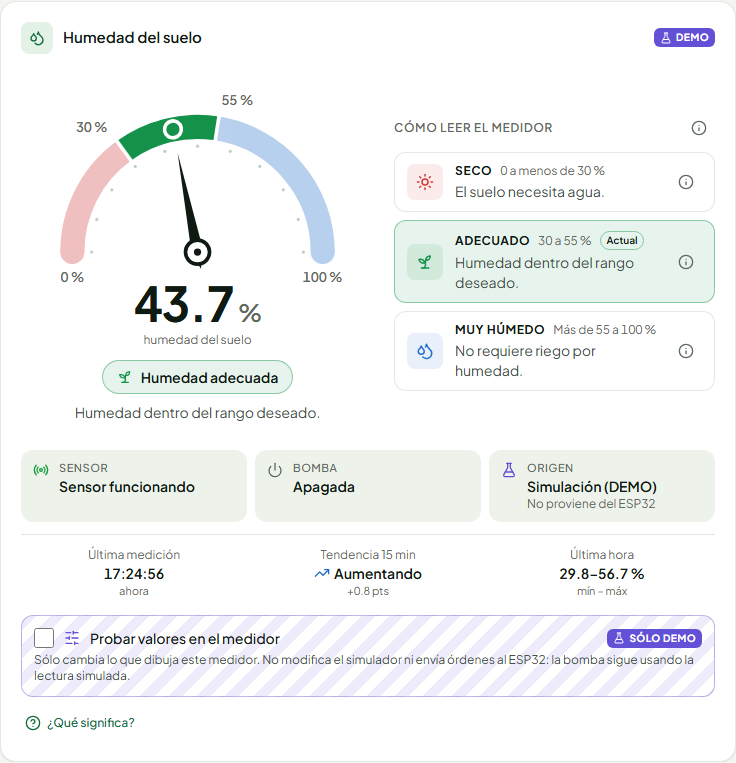 Humedad del suelo
DEMO
55 %
30 %
0 %
100 %
43.7 %
humedad del suelo
Humedad adecuada
Humedad dentro del rango deseado.
CÓMO LEER EL MEDIDOR
SECO 0 a menos de 30 %
El suelo necesita agua.
ADECUADO 30 a 55 % Actual
Humedad dentro del rango
deseado.
MUY HÚMEDO Más de 55 a 100 %
No requiere riego por
humedad.
SENSOR
Sensor funcionando
BOMBA
Apagada
ORIGEN
Simulación (DEMO)
No proviene del ESP32
Última medición
17:24:56
ahora
Tendencia 15 min
Aumentando
+0.8 pts
Última hora
29.8–56.7 %
mín – máx
Probar valores en el medidor
SÓLO DEMO
Sólo cambia lo que dibuja este medidor. No modifica el simulador ni envía órdenes al ESP32: la bomba sigue usando la
lectura simulada.
¿Qué significa?